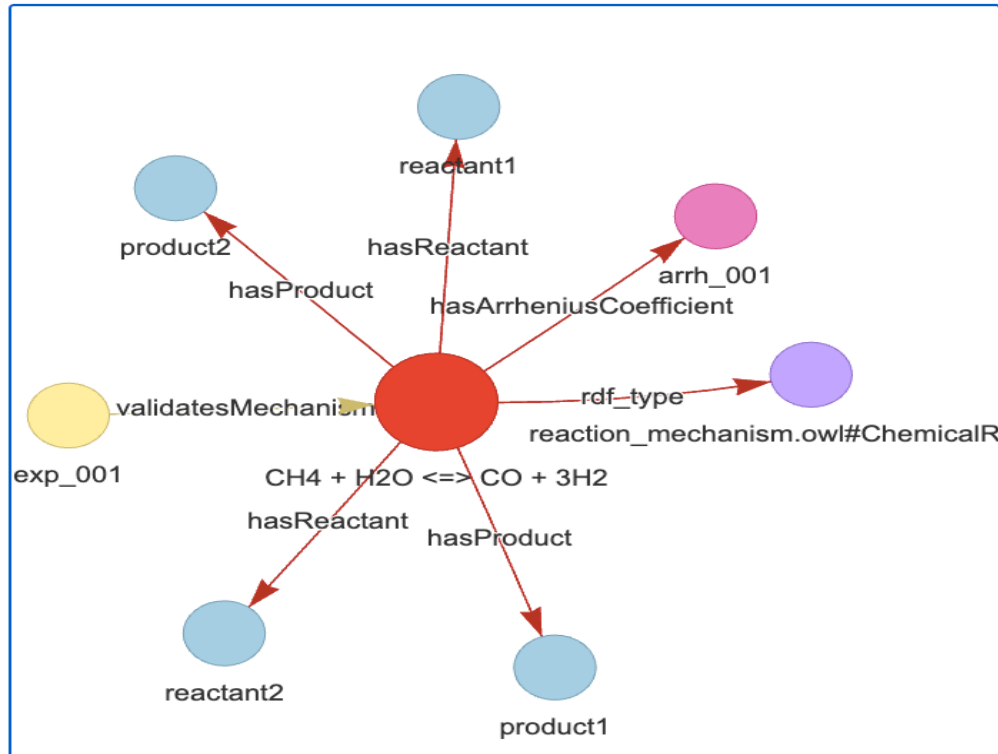 reactant1
product2
hasReactant
arrh_001
hasProduct
hasArrheniusCoefficient
validatesMechanism
rdf_type
reaction_mechanism.owl#ChemicalR
exp_001
CH4 + H2O <=> CO + 3H2
hasReactant
hasProduct
reactant2
product1